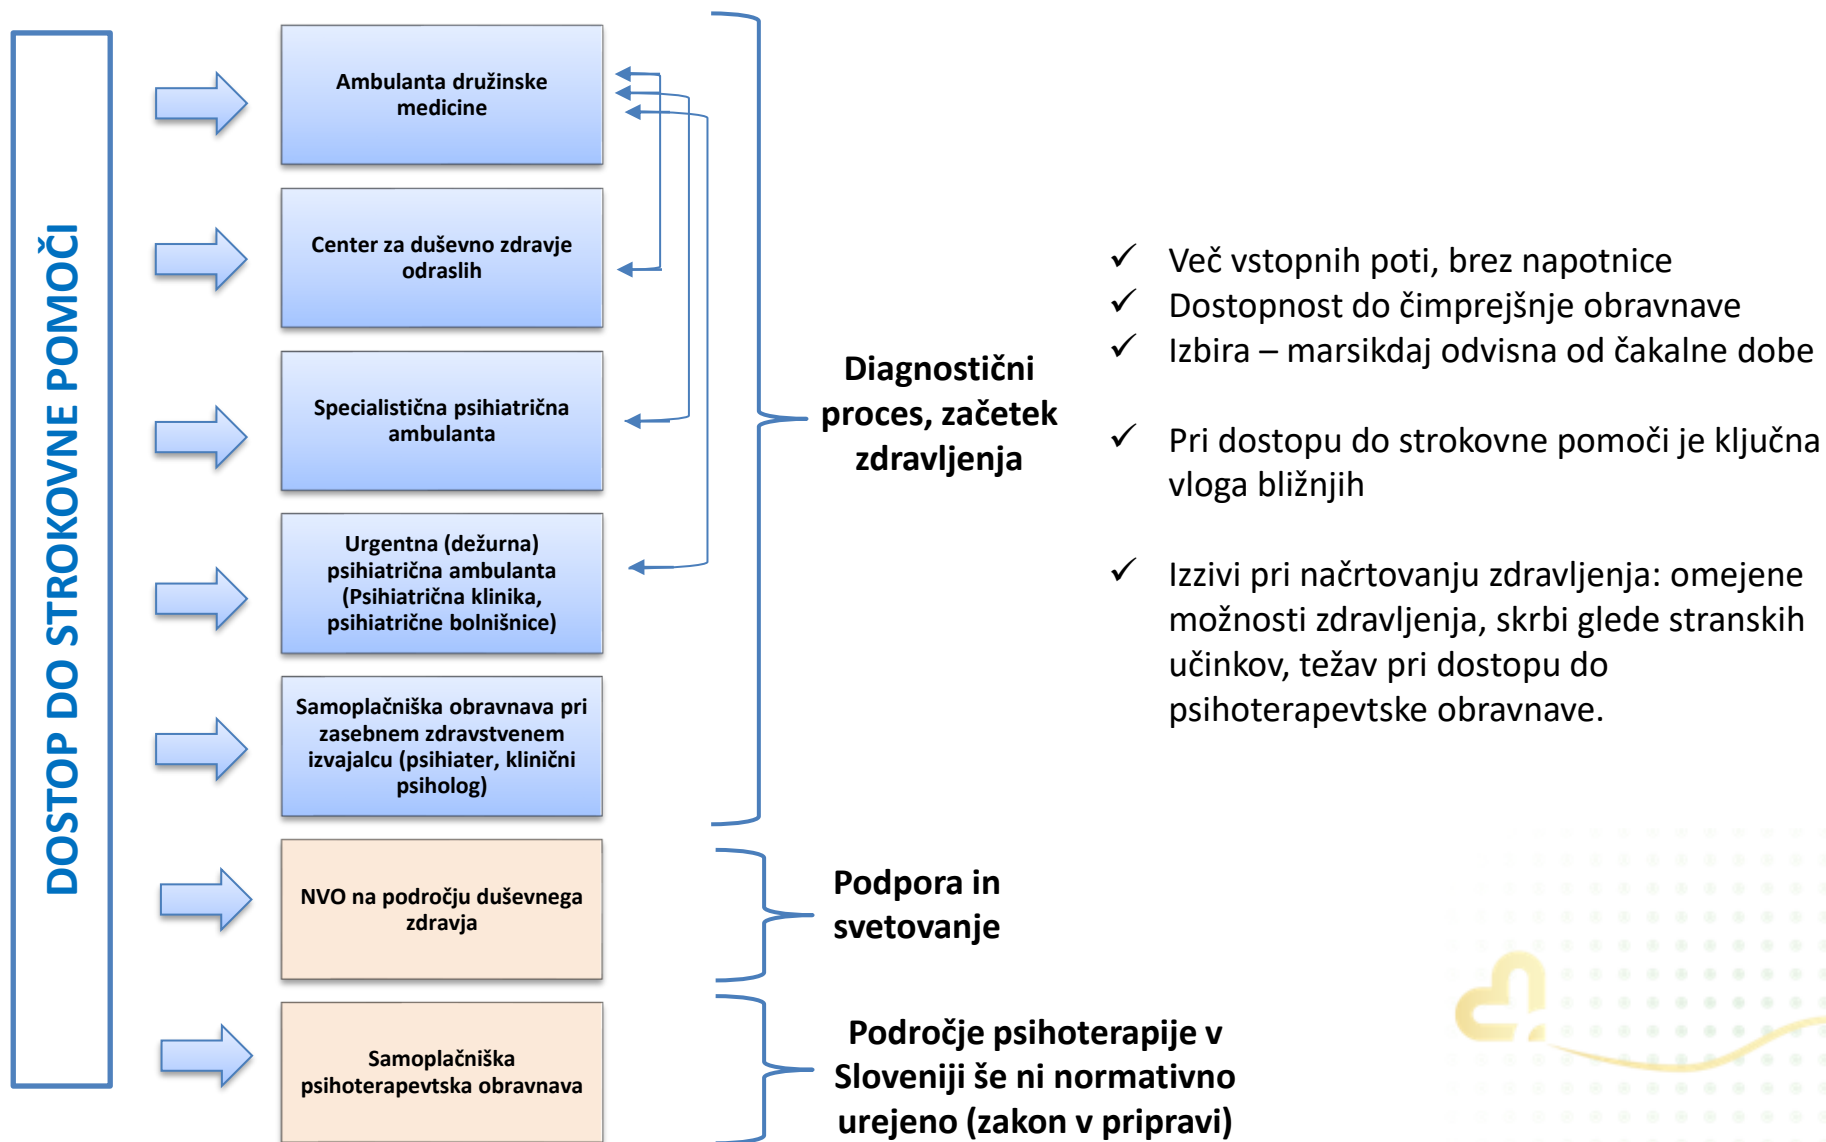 DOSTOP DO STROKOVNE POMOČI
Ambulanta družinske
medicine
Center za duševno zdravje
odraslih
Specialistična psihiatrična
ambulanta
Urgentna (dežurna)
psihiatrična ambulanta
(Psihiatrična klinika,
psihiatrične bolnišnice)
Samoplačniška obravnava pri
zasebnem zdravstvenem
izvajalcu (psihiater, klinični
psiholog)
NVO na področju duševnega
zdravja
Samoplačniška
psihoterapevtska obravnava
Diagnostični
proces, začetek
zdravljenja
Podpora in
svetovanje
Področje psihoterapije v
Sloveniji še ni normativno
urejeno (zakon v pripravi)
✓ Več vstopnih poti, brez napotnice
✓ Dostopnost do čimprejšnje obravnave
✓ Izbira – marsikdaj odvisna od čakalne dobe
✓ Pri dostopu do strokovne pomoči je ključna
vloga bližnjih
✓ Izzivi pri načrtovanju zdravljenja: omejene
možnosti zdravljenja, skrbi glede stranskih
učinkov, težav pri dostopu do
psihoterapevtske obravnave.